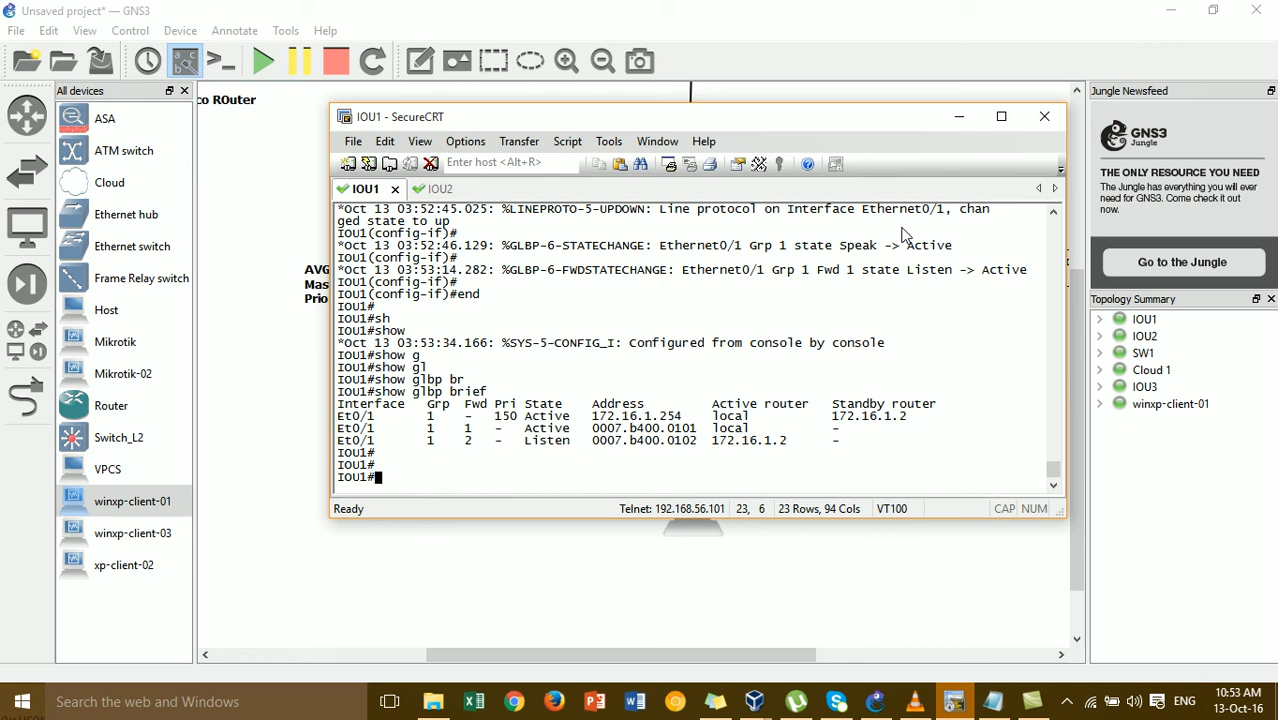 Unsaved project* — GNS3
File Edit View Control Device Annotate Tools Help
All devices
ASA
ATM switch
Cloud
Ethernet hub
Ethernet switch
Frame Relay switch
Host
Mikrotik
Mikrotik-02
Router
Switch_L2
VPCS
winxp-client-01
winxp-client-03
xp-client-02
co ROuter
AVG
Mas
Prio
IOU1 - SecureCRT
File Edit View Options Transfer Script Tools Window Help
Enter host <Alt+R>
IOU1 IOU2
*Oct 13 03:52:45.025: %LINEPROTO-5-UPDOWN: Line protocol on Interface Ethernet0/1, chan
ged state to up
IOU1(config-if)#
*Oct 13 03:52:46.129: %GLBP-6-STATECHANGE: Ethernet0/1 Grp 1 state Speak -> Active
IOU1(config-if)#
*Oct 13 03:53:14.282: %GLBP-6-FWDSTATECHANGE: Ethernet0/1 Grp 1 Fwd 1 state Listen -> Active
IOU1(config-if)#
IOU1(config-if)#end
IOU1#
IOU1#sh
IOU1#show
*Oct 13 03:53:34.166: %SYS-5-CONFIG_I: Configured from console by console
IOU1#show g
IOU1#show gl
IOU1#show glbp br
IOU1#show glbp brief
Interface Grp Fwd Pri State Address Active router Standby router
Et0/1 1 - 150 Active 172.16.1.254 local 172.16.1.2
Et0/1 1 1 - Active 0007.b400.0101 local -
Et0/1 1 2 - Listen 0007.b400.0102 172.16.1.2 -
IOU1#
IOU1#
IOU1#
Ready Telnet: 192.168.56.101 23, 6 23 Rows, 94 Cols VT100 CAP NUM
Jungle Newsfeed
GNS3
Jungle
THE ONLY RESOURCE YOU NEED
The Jungle has everything you will ever
need for GNS3. Come check it out
now.
Go to the Jungle
Topology Summary
IOU1
IOU2
SW1
Cloud 1
IOU3
winxp-client-01
Search the web and Windows
ENG
10:53 AM
13-Oct-16